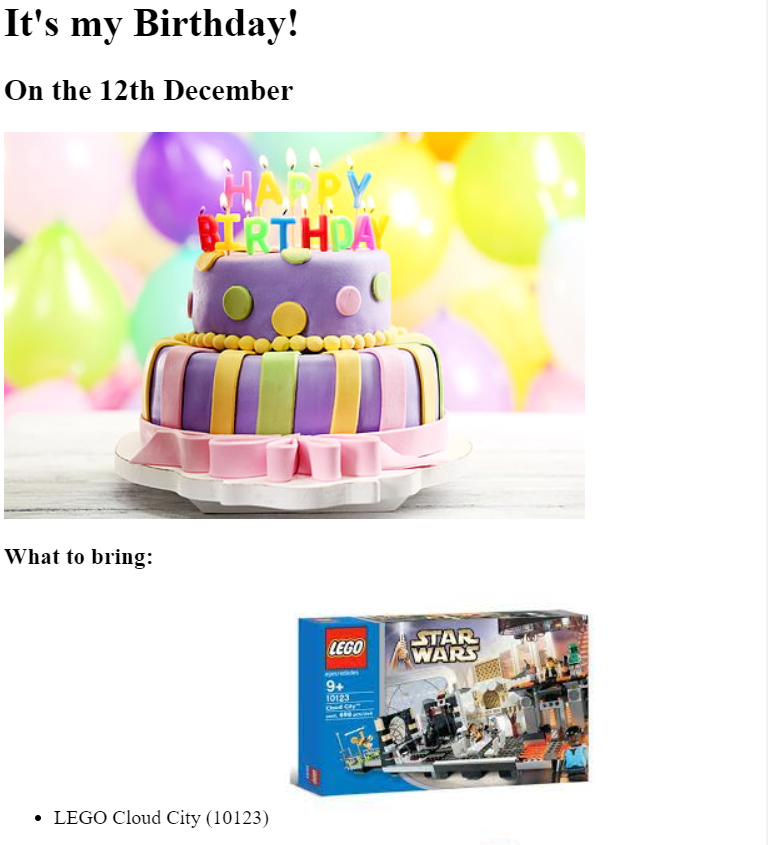 It's my Birthday!
On the 12th December
HAPPY
BIRTHDAY
What to bring:
LEGO
STAR
WARS
9+
10123
Cloud City™
LEGO Cloud City (10123)